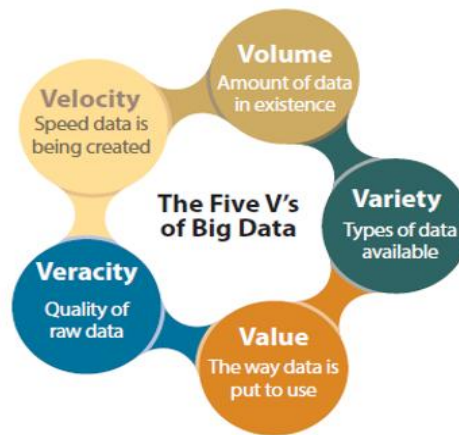 Volume
Amount of data
in existence
Velocity
Speed data is
being created
The Five V's
of Big Data
Variety
Types of data
available
Veracity
Quality of
raw data
Value
The way data is
put to use